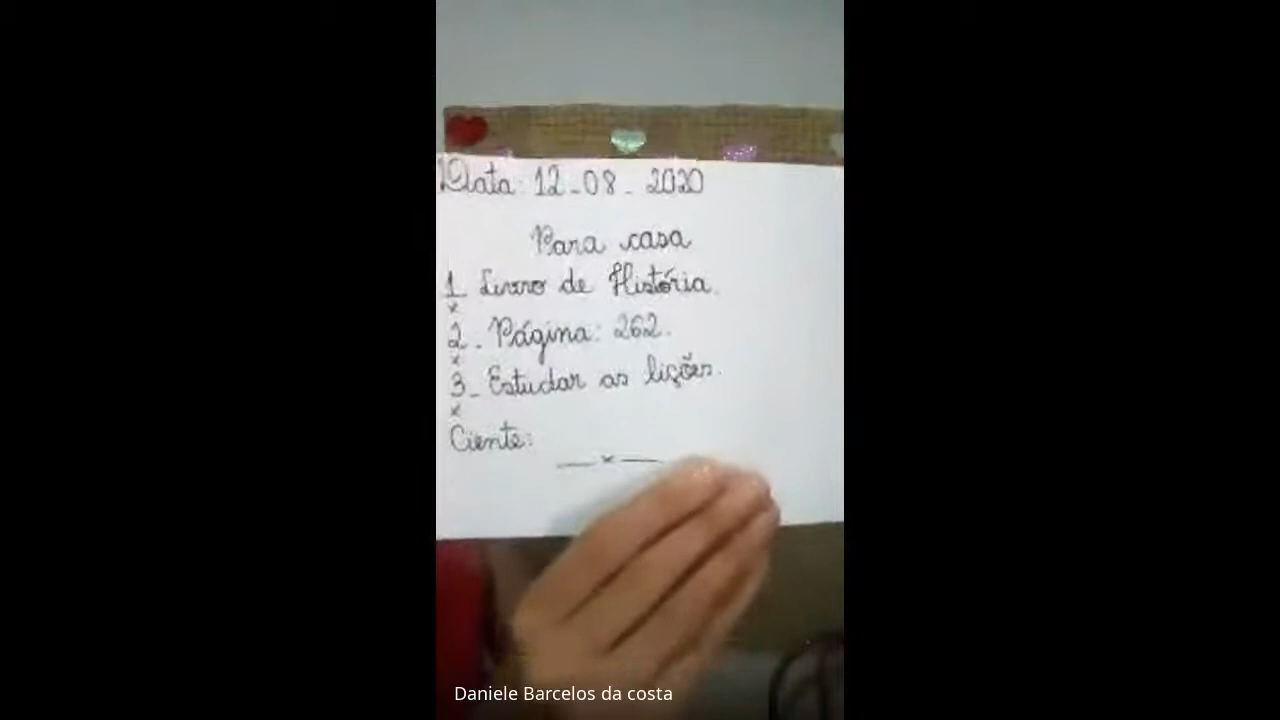 Data: 12-08-2020
Para casa
1 Livro de História.
x
2- Página: 262.
x
3- Estudar as lições.
x
Ciente:
— x —
Daniele Barcelos da costa